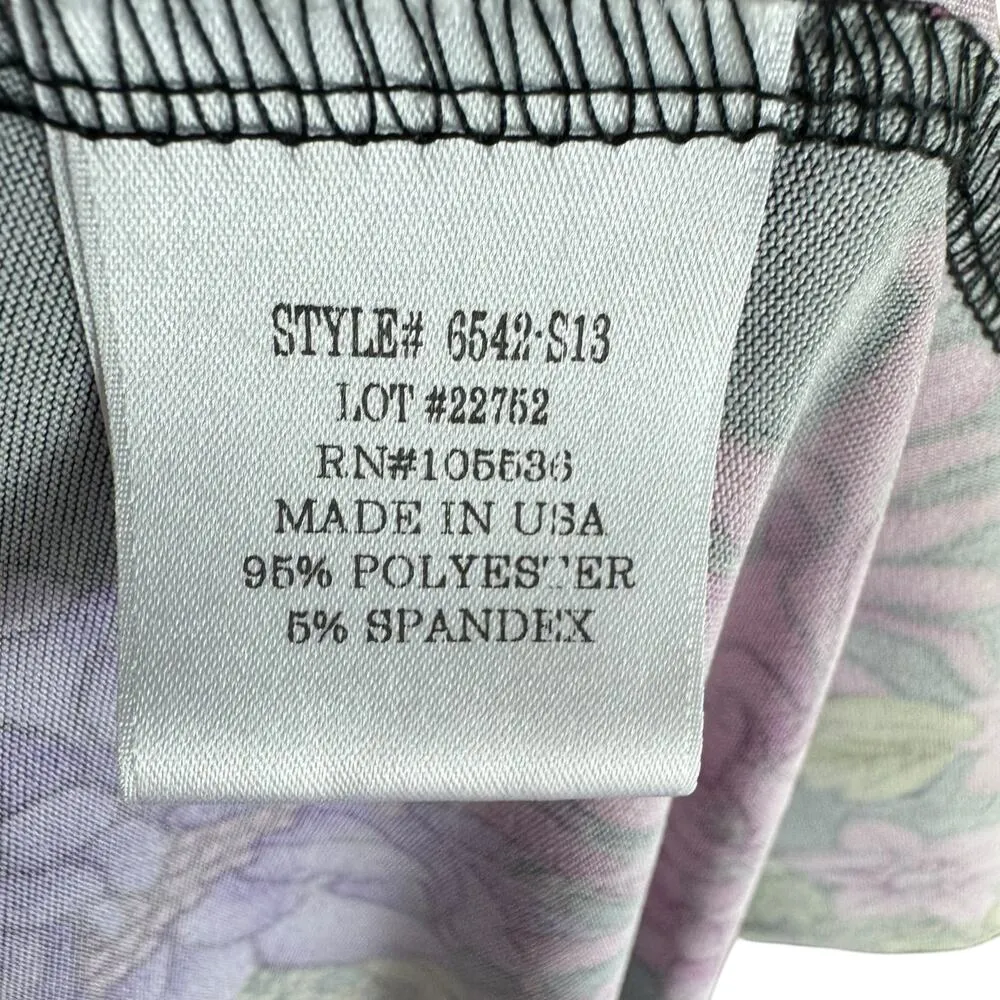 STYLE# 6542-S13
LOT #22752
RN#105536
MADE IN USA
95% POLYESTER
5% SPANDEX